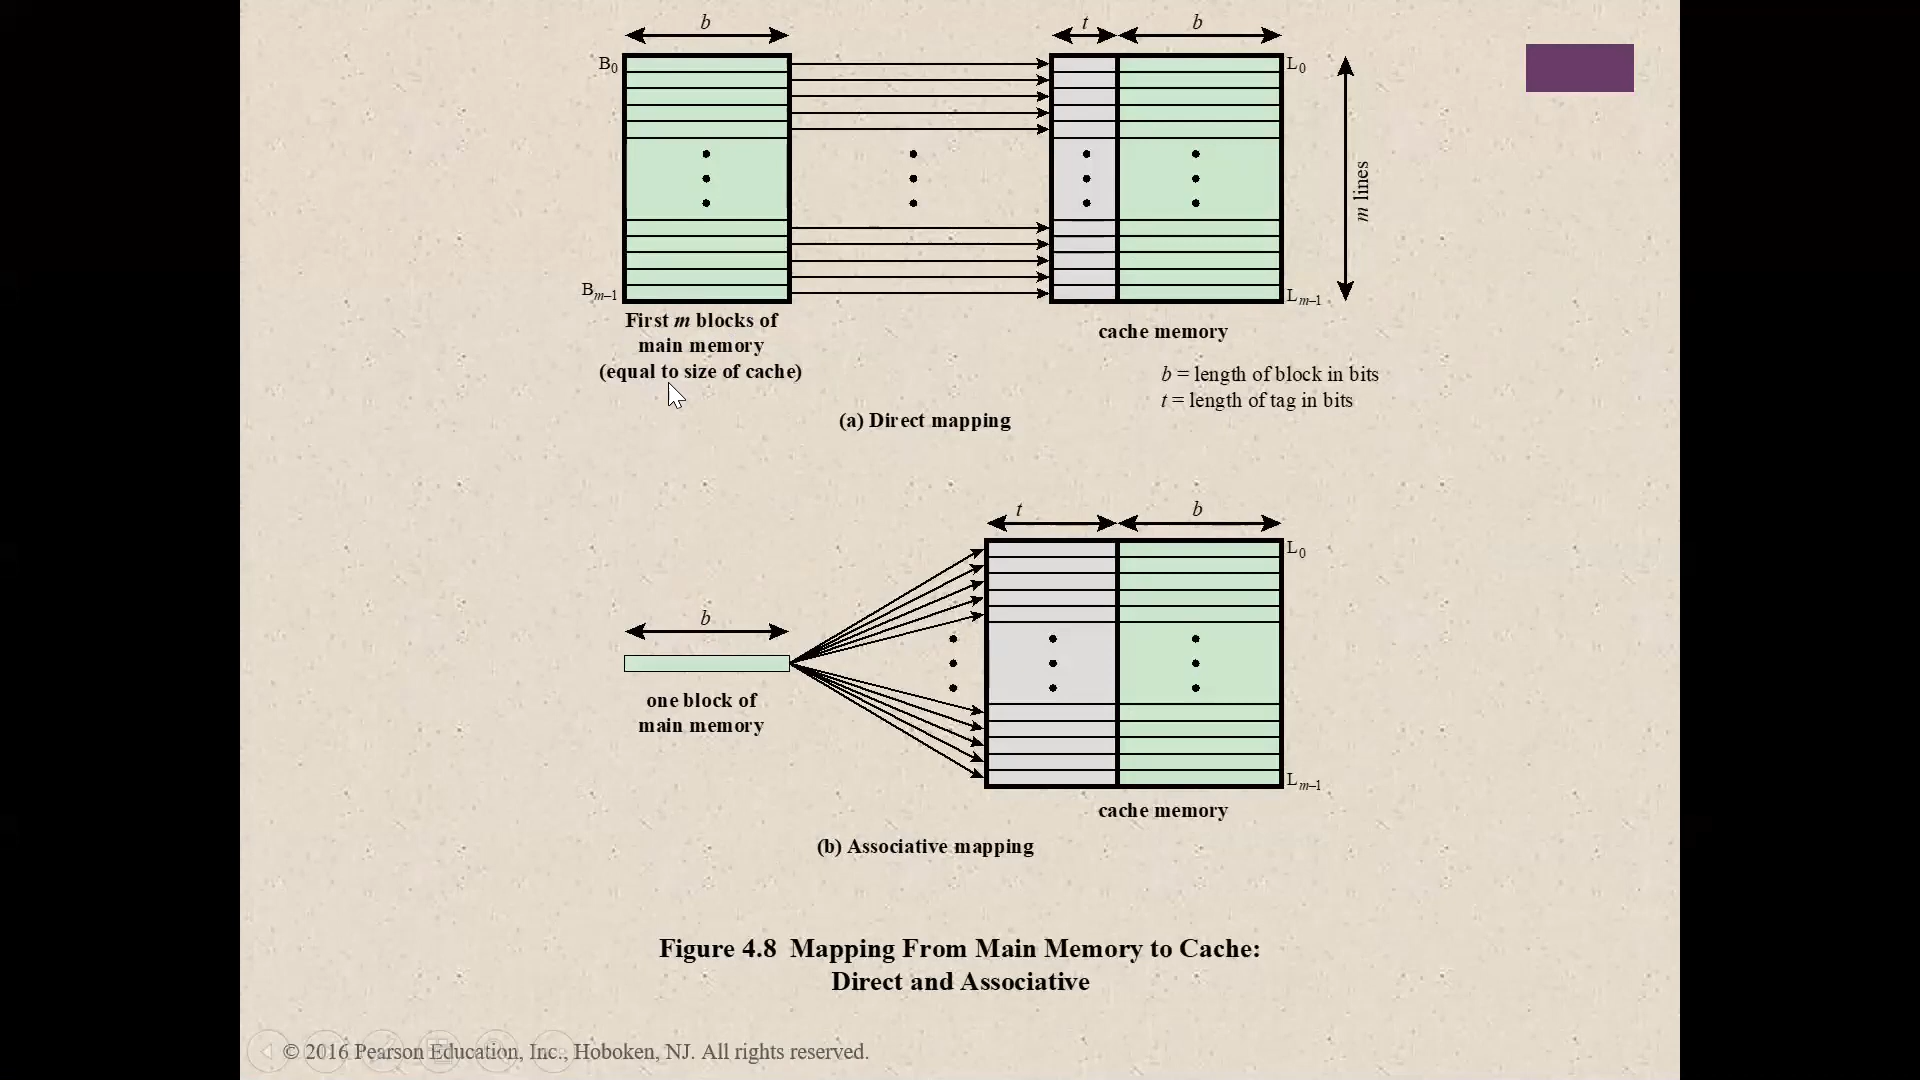 b
t
b
B0
L0
m lines
Bm–1
Lm–1
First m blocks of
main memory
(equal to size of cache)
cache memory
b = length of block in bits
t = length of tag in bits
(a) Direct mapping
t
b
L0
b
one block of
main memory
Lm–1
cache memory
(b) Associative mapping
Figure 4.8 Mapping From Main Memory to Cache:
Direct and Associative
© 2016 Pearson Education, Inc., Hoboken, NJ. All rights reserved.